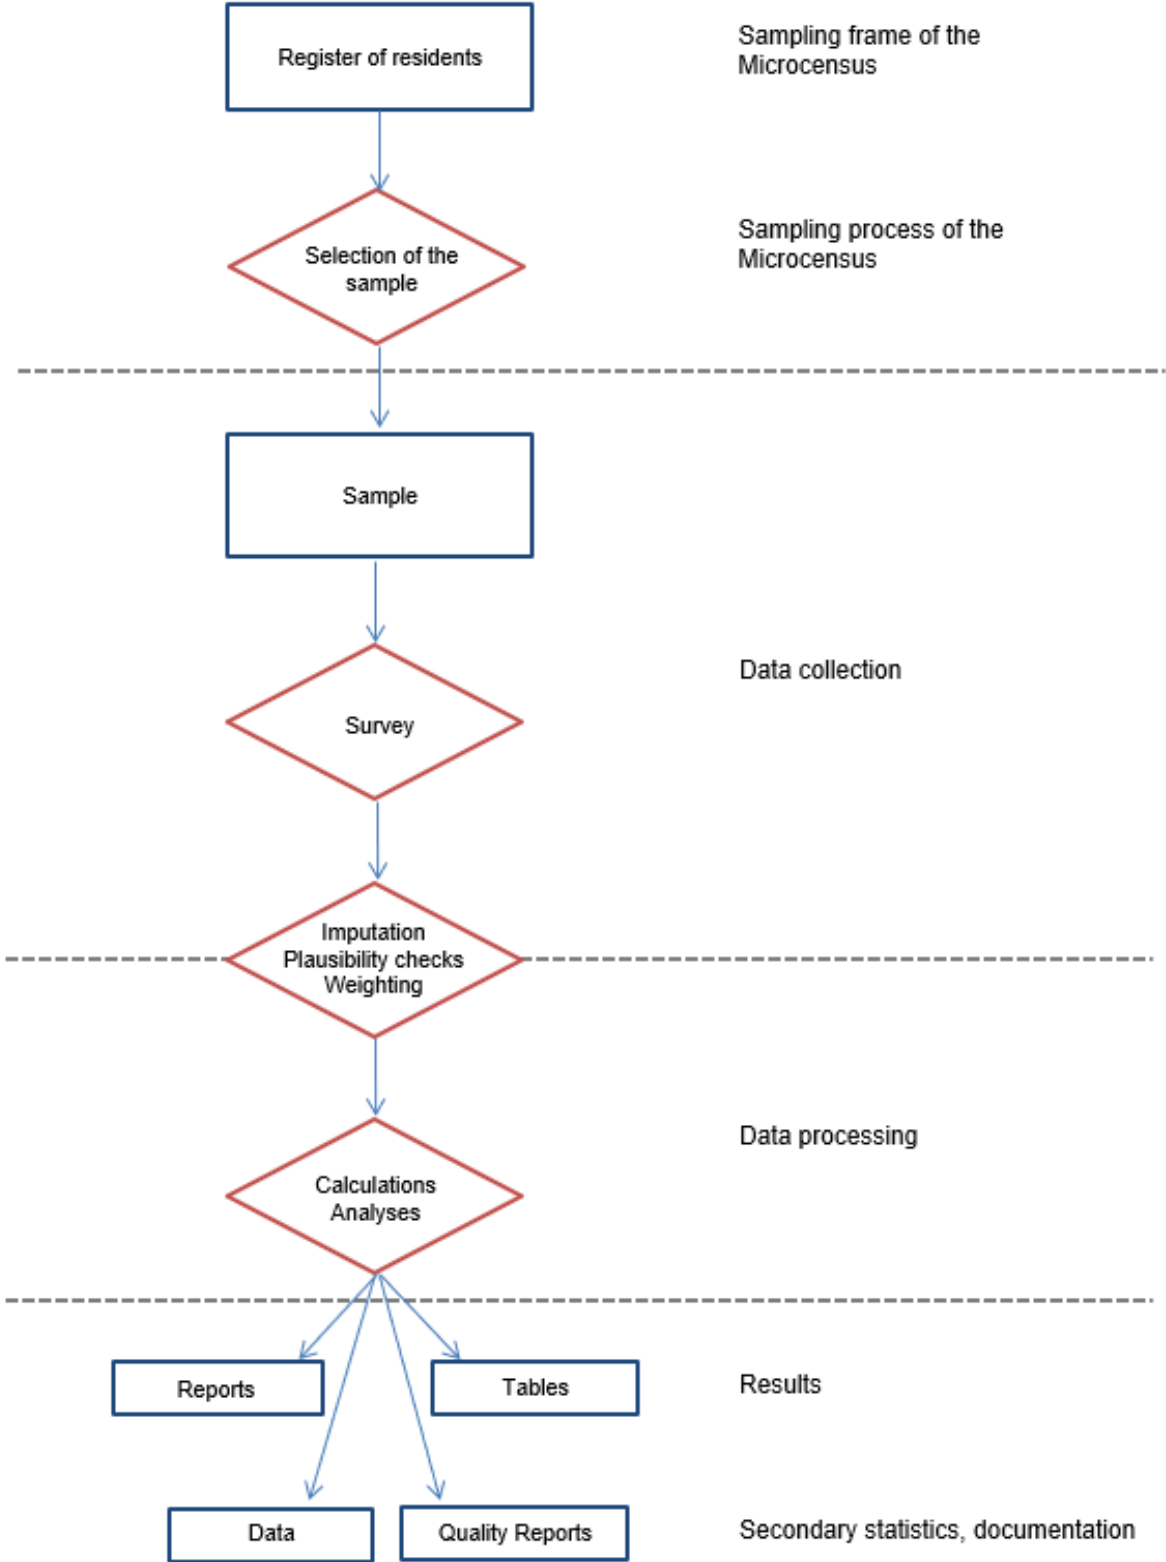 Register of residents
Sampling frame of the
Microcensus
Selection of the
sample
Sampling process of the
Microcensus
Sample
Data collection
Survey
Imputation
Plausibility checks
Weighting
Data processing
Calculations
Analyses
Reports
Tables
Results
Data
Quality Reports
Secondary statistics, documentation